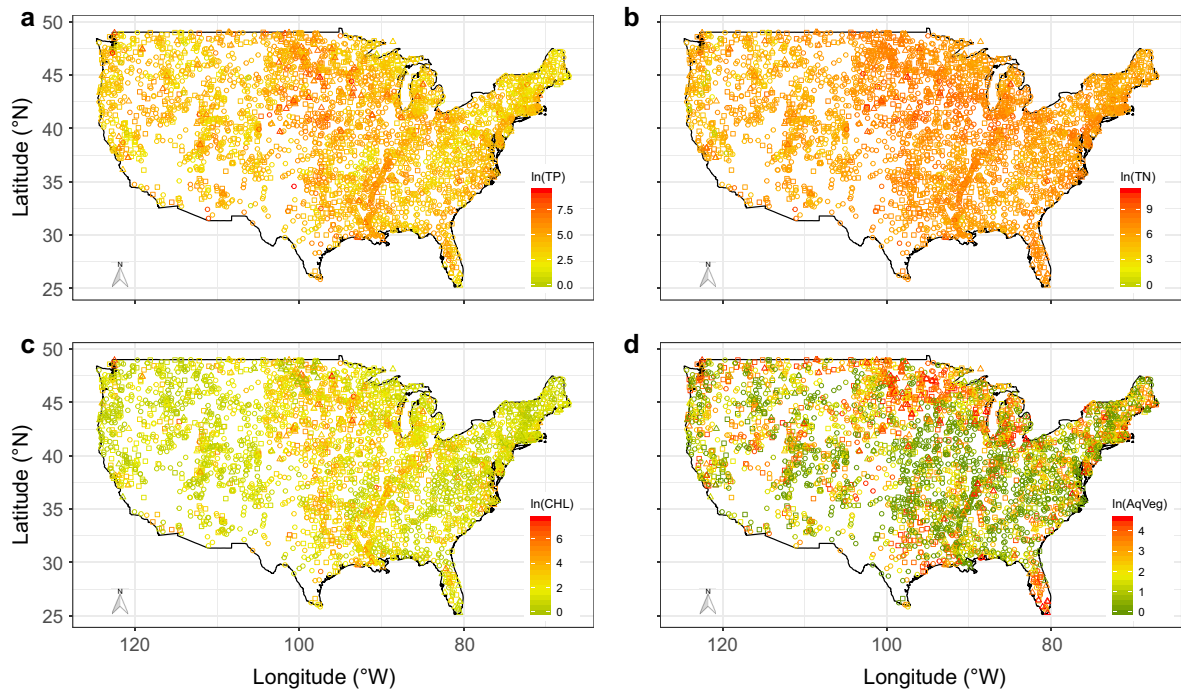 a
b
50
45
40
35
30
25
Latitude (°N)
N
ln(TP)
7.5
5.0
2.5
0.0
N
ln(TN)
9
6
3
0
c
d
50
45
40
35
30
25
Latitude (°N)
N
ln(CHL)
6
4
2
0
N
ln(AqVeg)
4
3
2
1
0
120
100
80
120
100
80
Longitude (°W)
Longitude (°W)